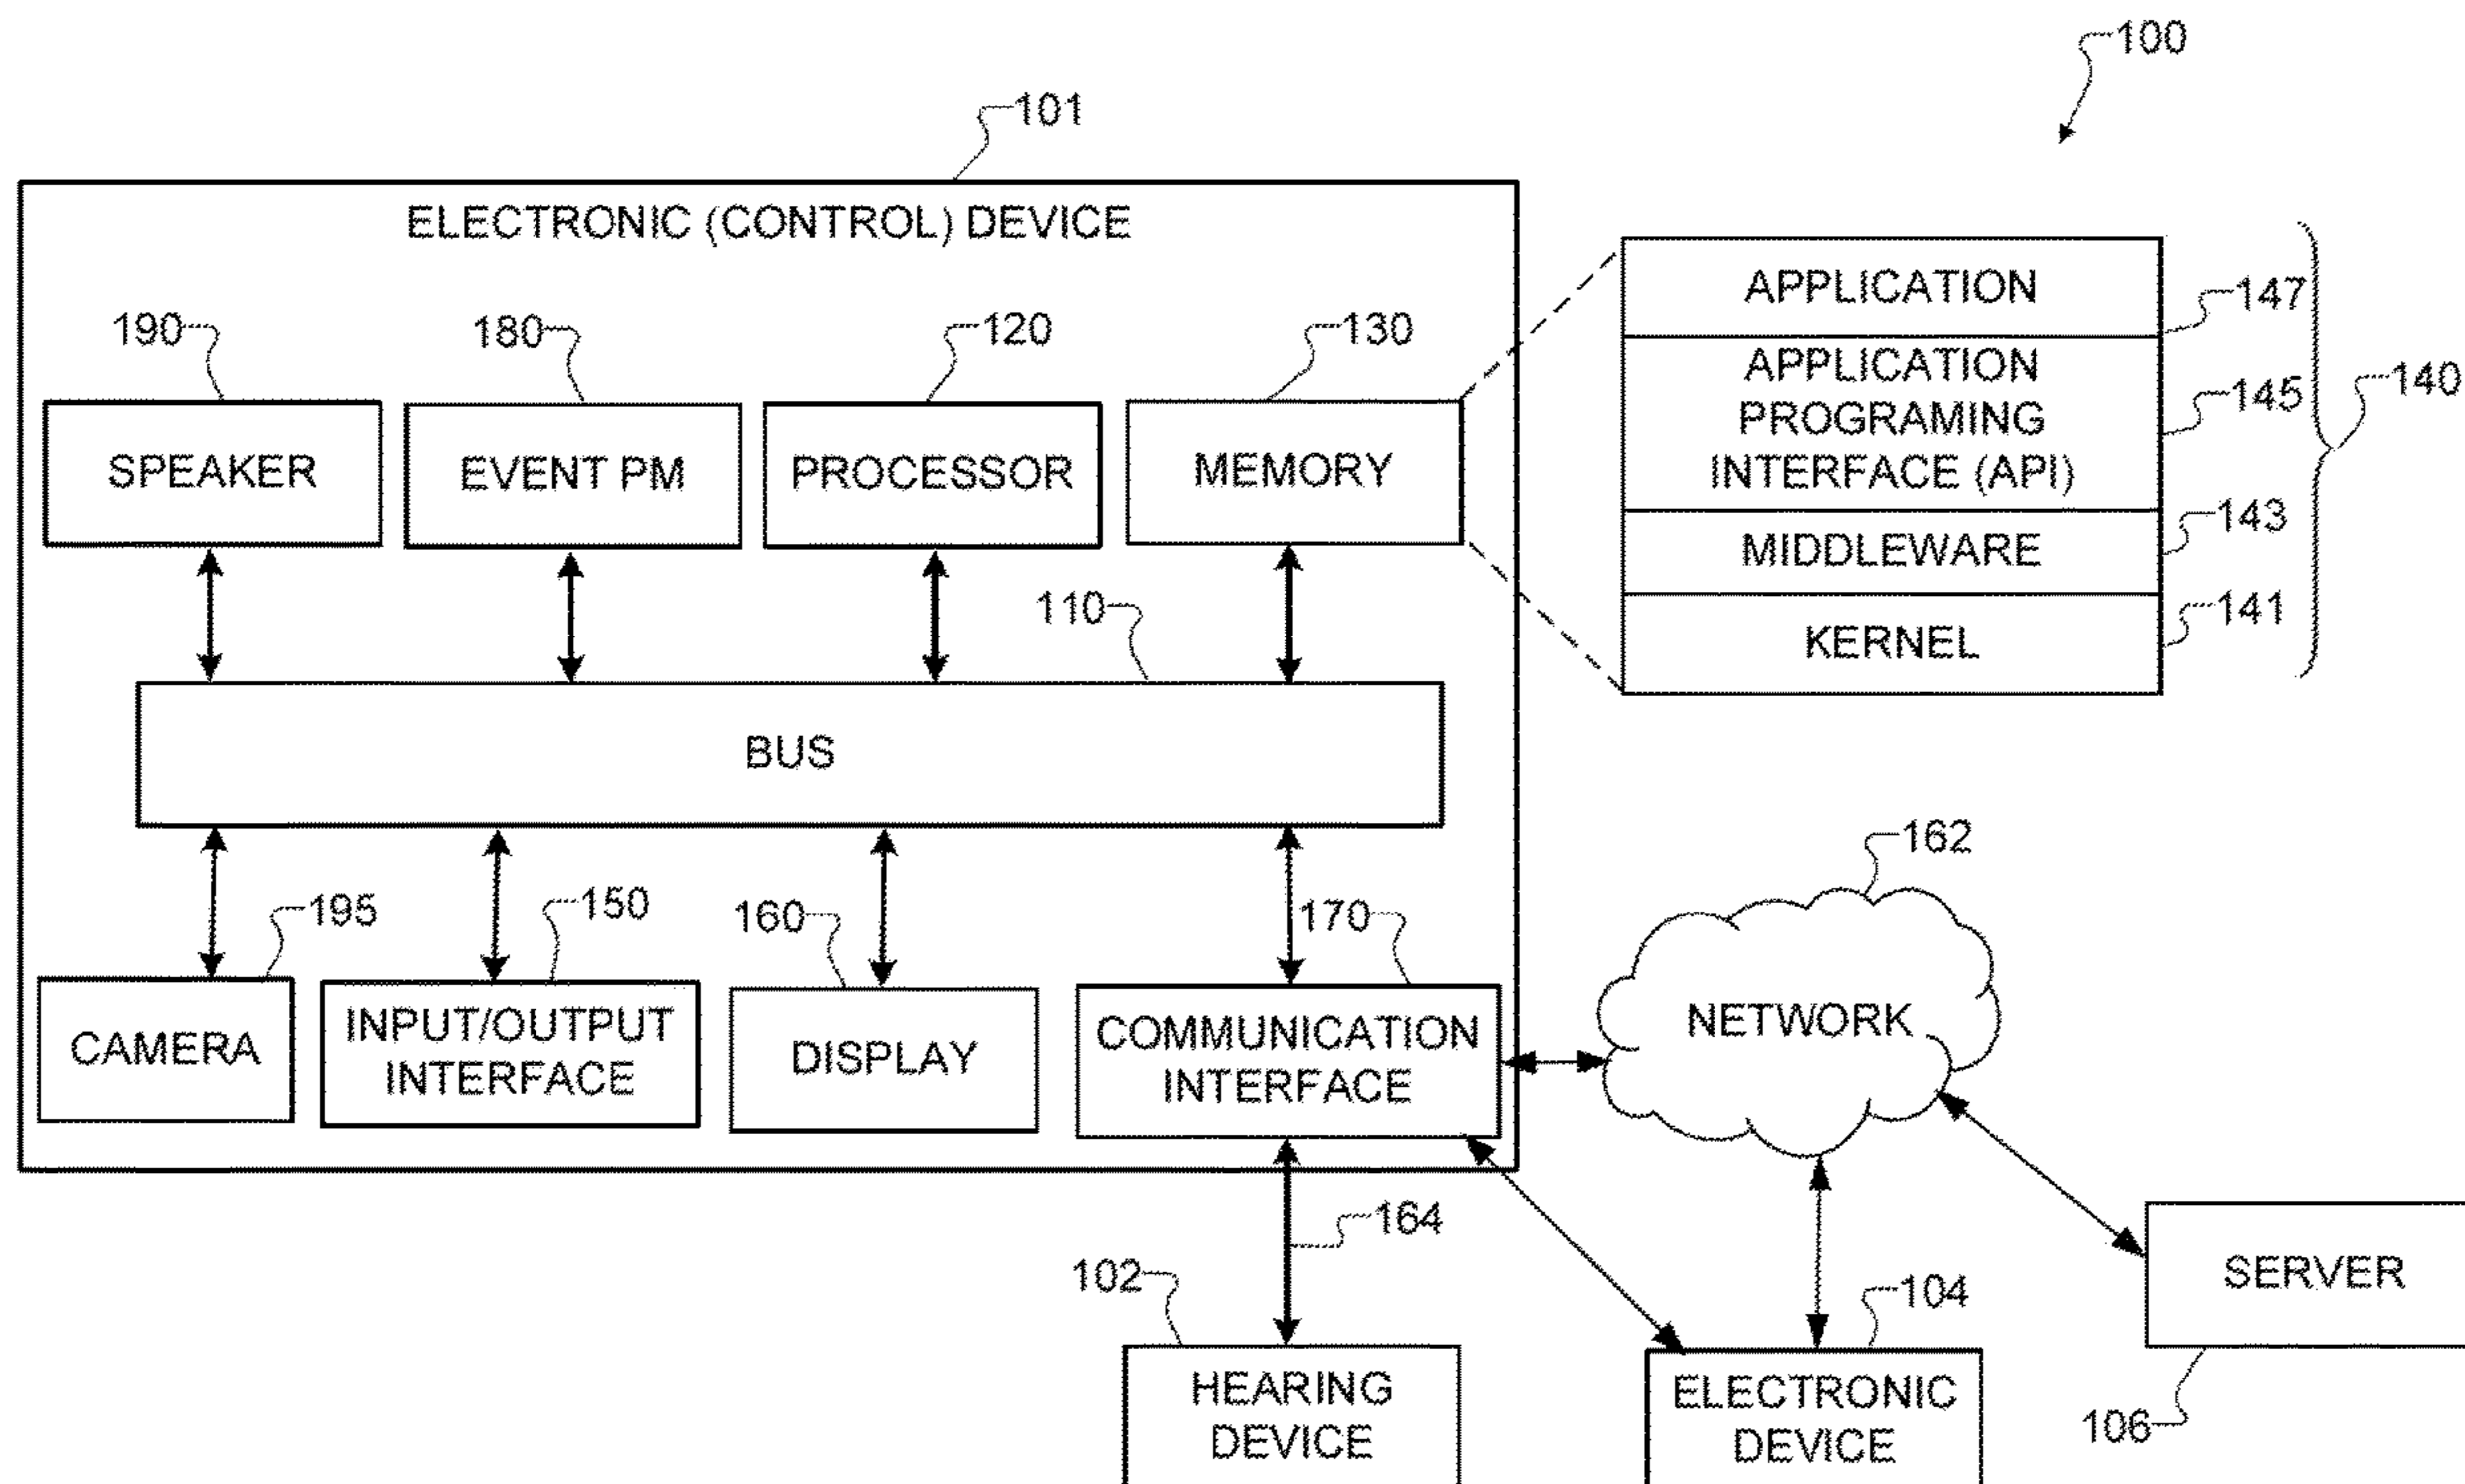 100
101
ELECTRONIC (CONTROL) DEVICE
190
180
120
130
SPEAKER
EVENT PM
PROCESSOR
MEMORY
APPLICATION
147
APPLICATION
PROGRAMING
INTERFACE (API)
145
140
MIDDLEWARE
143
KERNEL
141
110
BUS
195
150
160
170
162
CAMERA
INPUT/OUTPUT
INTERFACE
DISPLAY
COMMUNICATION
INTERFACE
NETWORK
164
102
HEARING
DEVICE
104
ELECTRONIC
DEVICE
SERVER
106